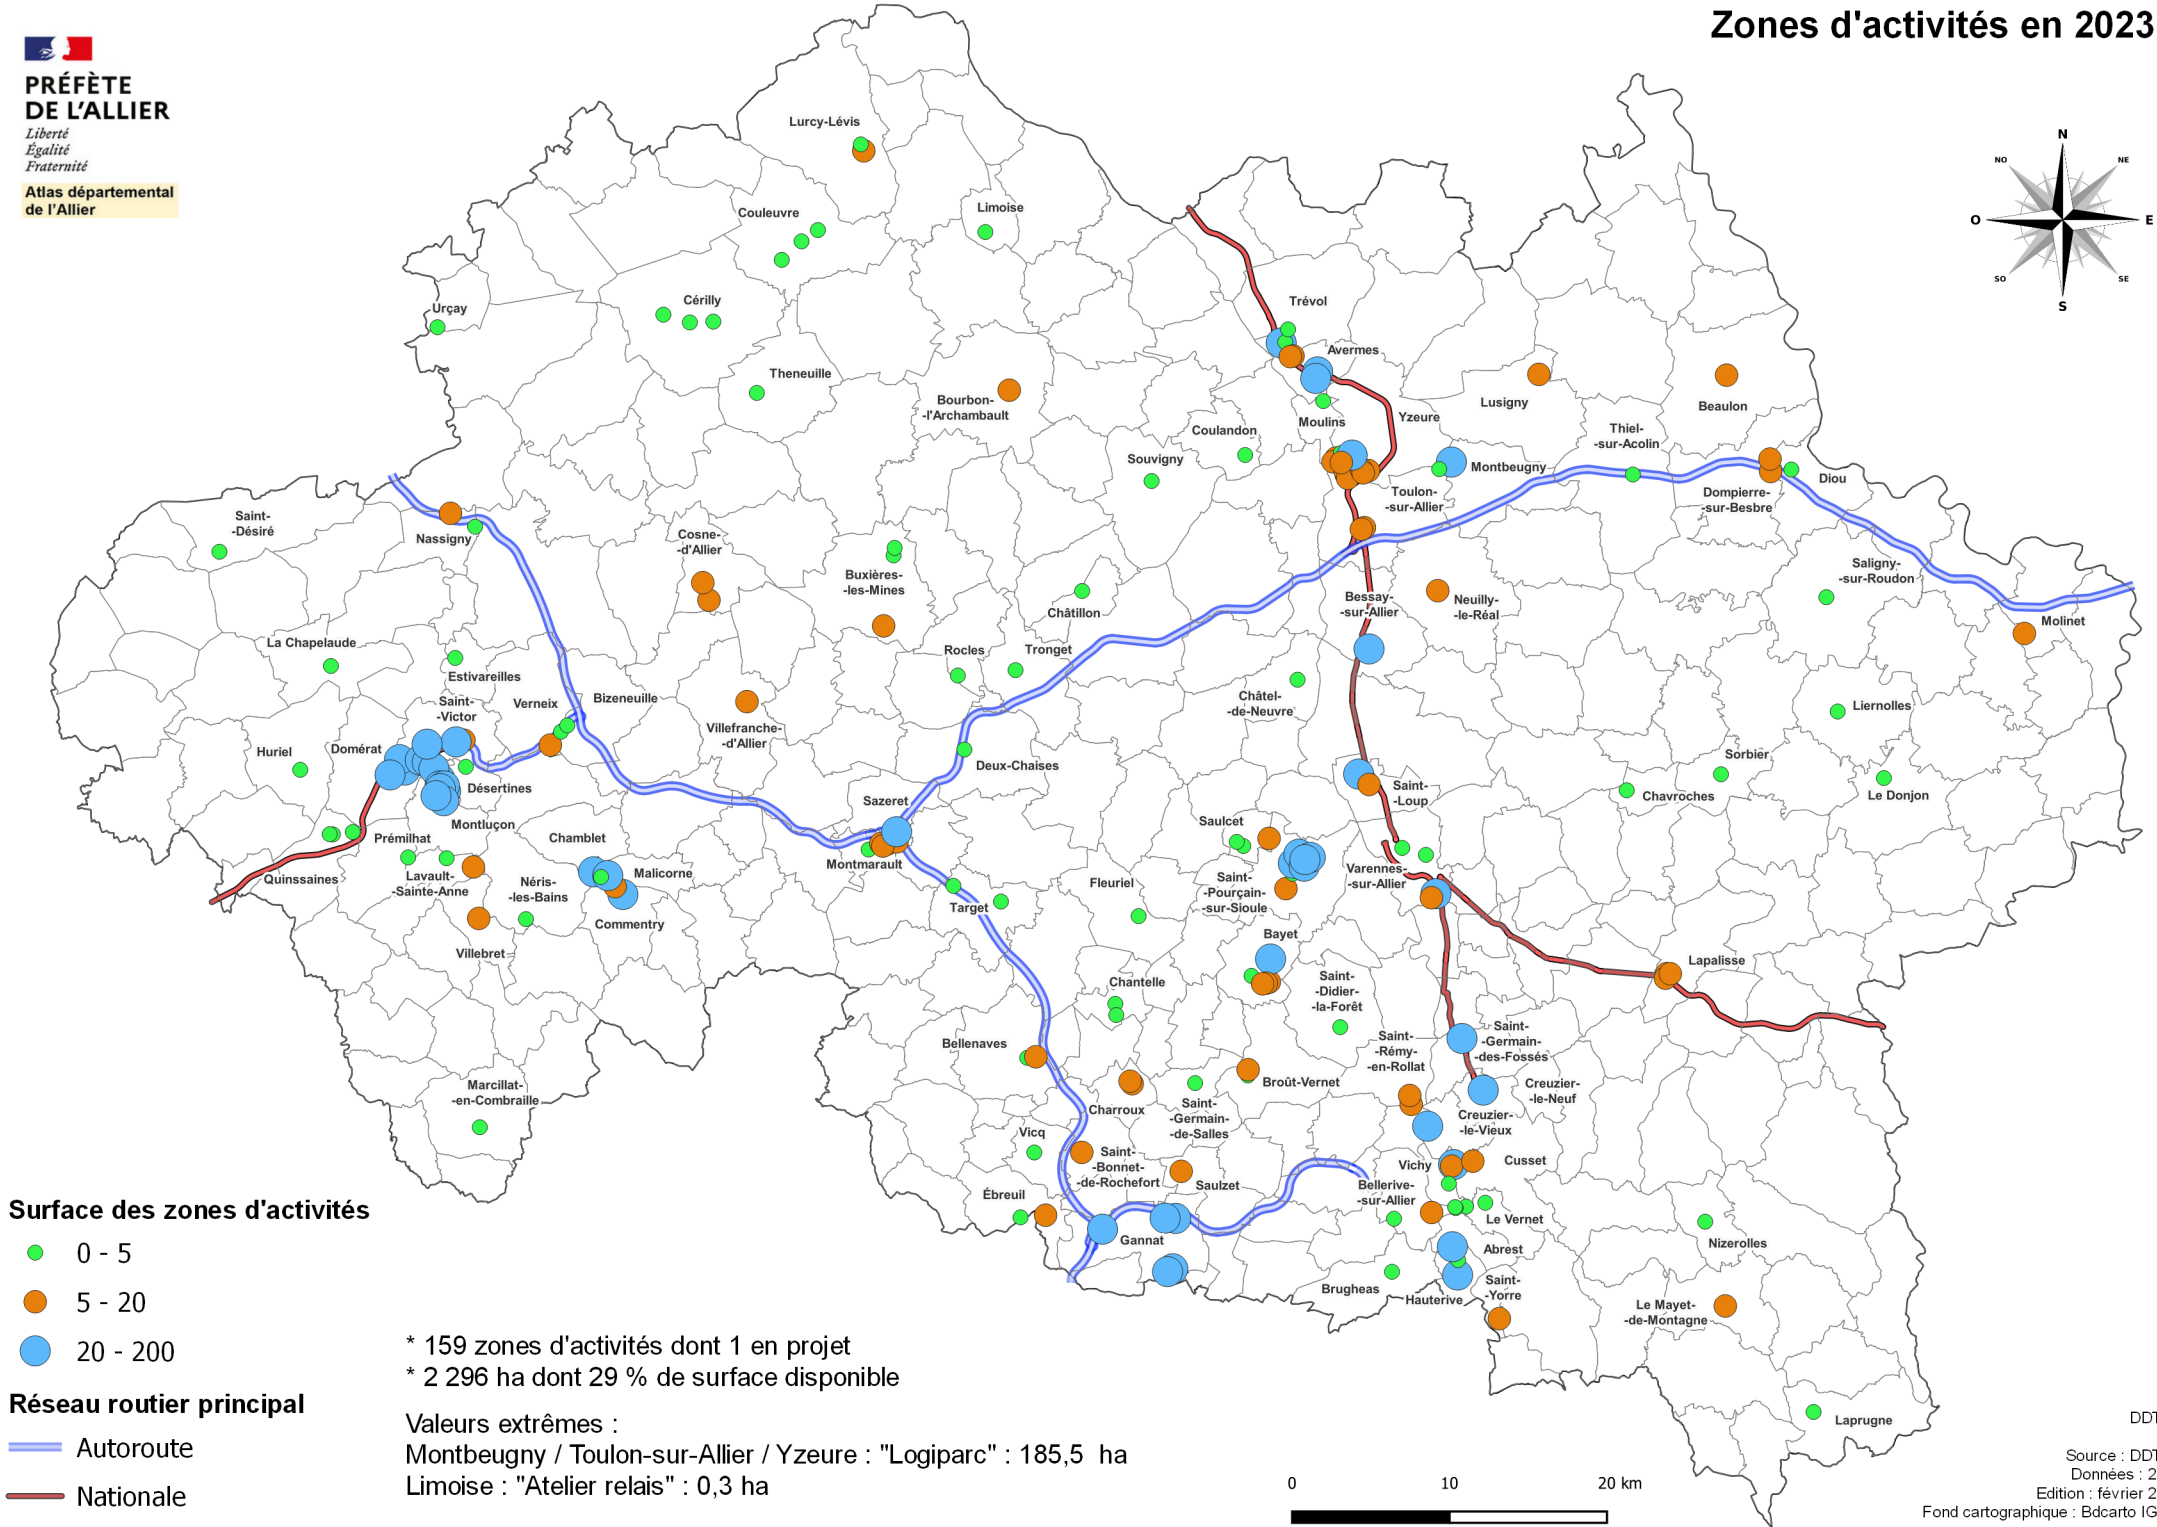 Zones d'activités en 2023
PRÉFÈTE
DE L'ALLIER
Liberté
Égalité
Fraternité
Atlas départemental
de l'Allier
N
NO
NE
O
E
SO
SE
S
Lurcy-Lévis
Couleuvre
Limoise
Urçay
Cérilly
Trévol
Theneuille
Avermes
Bourbon-
-l'Archambault
Lusigny
Beaulon
Yzeure
Moulins
Coulandon
Thiel-
-sur-Acolin
Souvigny
Montbeugny
Diou
Toulon-
-sur-Allier
Dompierre-
-sur-Besbre
Saint-
-Désiré
Nassigny
Cosne-
-d'Allier
Buxières-
-les-Mines
Saligny-
-sur-Roudon
Châtillon
Bessay-
-sur-Allier
Neuilly-
-le-Réal
Molinet
La Chapelaude
Estivareilles
Rocles
Tronget
Saint-
-Victor
Verneix
Bizeneuille
Châtel-
-de-Neuvre
Liernolles
Villefranche-
-d'Allier
Huriel
Domérat
Sorbier
Deux-Chaises
Désertines
Saint-
-Loup
Chavroches
Le Donjon
Sazeret
Montluçon
Saulcet
Prémilhat
Chamblet
Montmarault
Malicorne
Quinssaines
Lavault-
-Sainte-Anne
Néris-
-les-Bains
Fleuriel
Saint-
-Pourçain-
-sur-Sioule
Varennes-
-sur-Allier
Target
Commentry
Villebret
Bayet
Lapalisse
Chantelle
Saint-
-Didier-
-la-Forêt
Bellenaves
Saint-
-Rémy-
-en-Rollat
Saint-
-Germain-
-des-Fossés
Marcillat-
-en-Combraille
Broût-Vernet
Creuzier-
-le-Neuf
Charroux
Saint-
-Germain-
-de-Salles
Creuzier-
-le-Vieux
Vicq
Saint-
-Bonnet-
-de-Rochefort
Vichy
Cusset
Saulzet
Bellerive-
-sur-Allier
Ébreuil
Le Vernet
Gannat
Abrest
Nizerolles
Brugheas
Hauterive
Saint-
-Yorre
Le Mayet-
-de-Montagne
Laprugne
Surface des zones d'activités
0 - 5
5 - 20
20 - 200
Réseau routier principal
Autoroute
Nationale
* 159 zones d'activités dont 1 en projet
* 2 296 ha dont 29 % de surface disponible
Valeurs extrêmes :
Montbeugny / Toulon-sur-Allier / Yzeure : "Logiparc" : 185,5 ha
Limoise : "Atelier relais" : 0,3 ha
0 10 20 km
DDT
Source : DDT
Données : 2
Edition : février 2
Fond cartographique : Bdcarto IG